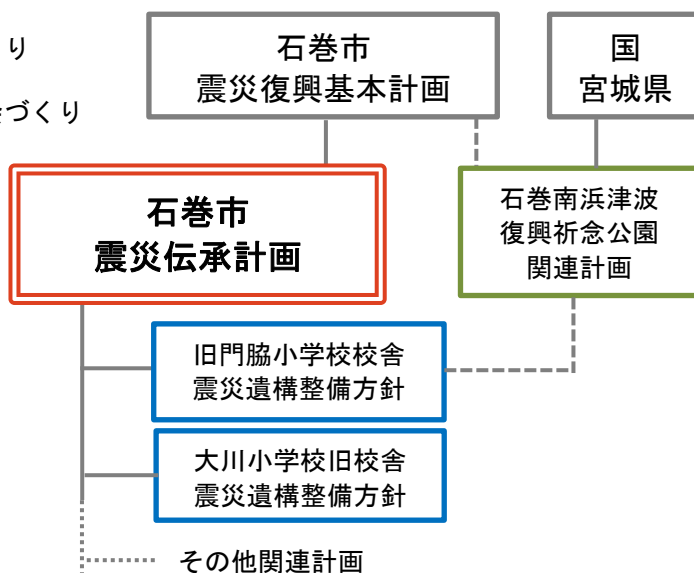 り
づくり
石巻市
震災復興基本計画
国
宮城県
石巻市
震災伝承計画
石巻南浜津波
復興祈念公園
関連計画
旧門脇小学校校舎
震災遺構整備方針
大川小学校旧校舎
震災遺構整備方針
その他関連計画